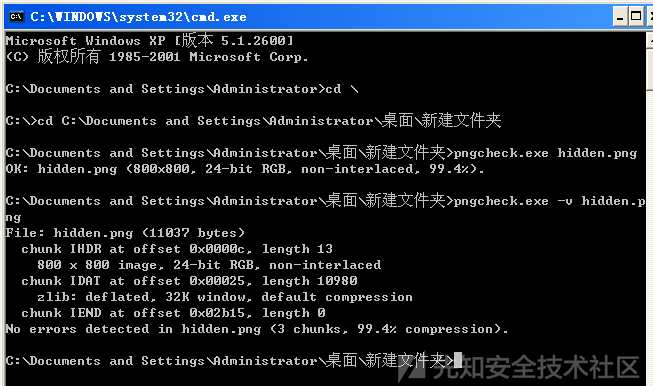 C:\WINDOWS\system32\cmd.exe
Microsoft Windows XP [版本 5.1.2600]
(C) 版权所有 1985-2001 Microsoft Corp.
C:\Documents and Settings\Administrator>cd \
C:\>cd C:\Documents and Settings\Administrator\桌面\新建文件夹
C:\Documents and Settings\Administrator\桌面\新建文件夹>pngcheck.exe hidden.png
OK: hidden.png (800x800, 24-bit RGB, non-interlaced, 99.4%).
C:\Documents and Settings\Administrator\桌面\新建文件夹>pngcheck.exe -v hidden.p
ng
File: hidden.png (11037 bytes)
chunk IHDR at offset 0x0000c, length 13
800 x 800 image, 24-bit RGB, non-interlaced
chunk IDAT at offset 0x00025, length 10980
zlib: deflated, 32K window, default compression
chunk IEND at offset 0x02b15, length 0
No errors detected in hidden.png (3 chunks, 99.4% compression).
C:\Documents and Settings\Administrator\桌面\新建文件夹>
先知安全技术社区